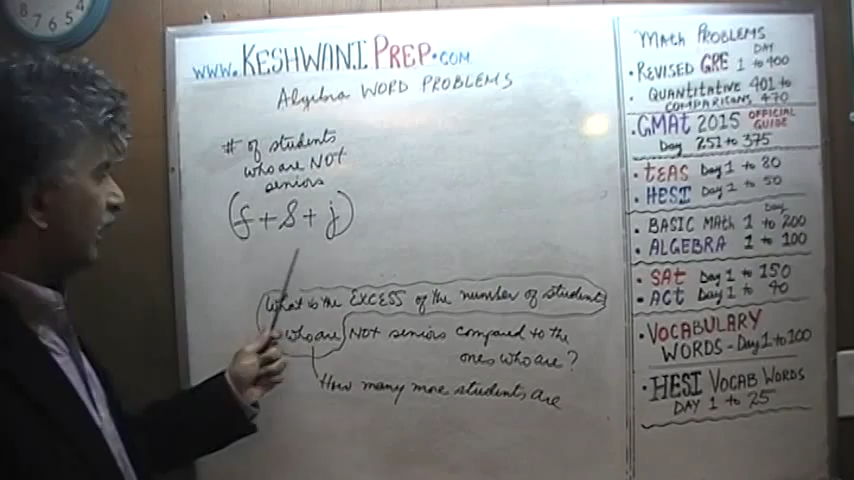 8 7 6 5 4
www.KESHWANIPREP.COM
Algebra WORD PROBLEMS
# of students
who are NOT
seniors
(f + S + j)
What is the EXCESS of the number of students
who are NOT seniors compared to the
ones who are?
How many more students are
Math PROBLEMS
• REVISED GRE DAY 1 to 400
• QUANTITATIVE 401 to
COMPARISONS 470
• GMAT 2015 OFFICIAL GUIDE
Day 251 to 375
• TEAS Day 1 to 80
• HESI Day 1 to 50
Day
• BASIC MATH 1 to 200
• ALGEBRA 1 to 100
• SAT Day 1 to 150
• ACT Day 1 to 90
• VOCABULARY
WORDS - Day 1 to 100
• HESI VOCAB WORDS
DAY 1 to 25